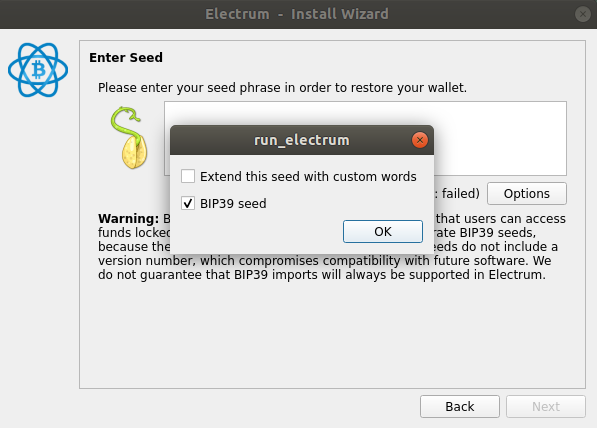 Electrum - Install Wizard
Enter Seed
Please enter your seed phrase in order to restore your wallet.
run_electrum
Extend this seed with custom words
BIP39 seed
: failed)
Options
OK
Warning: B that users can access
funds locked rate BIP39 seeds,
because the eeds do not include a
version number, which compromises compatibility with future software. We
do not guarantee that BIP39 imports will always be supported in Electrum.
Back
Next